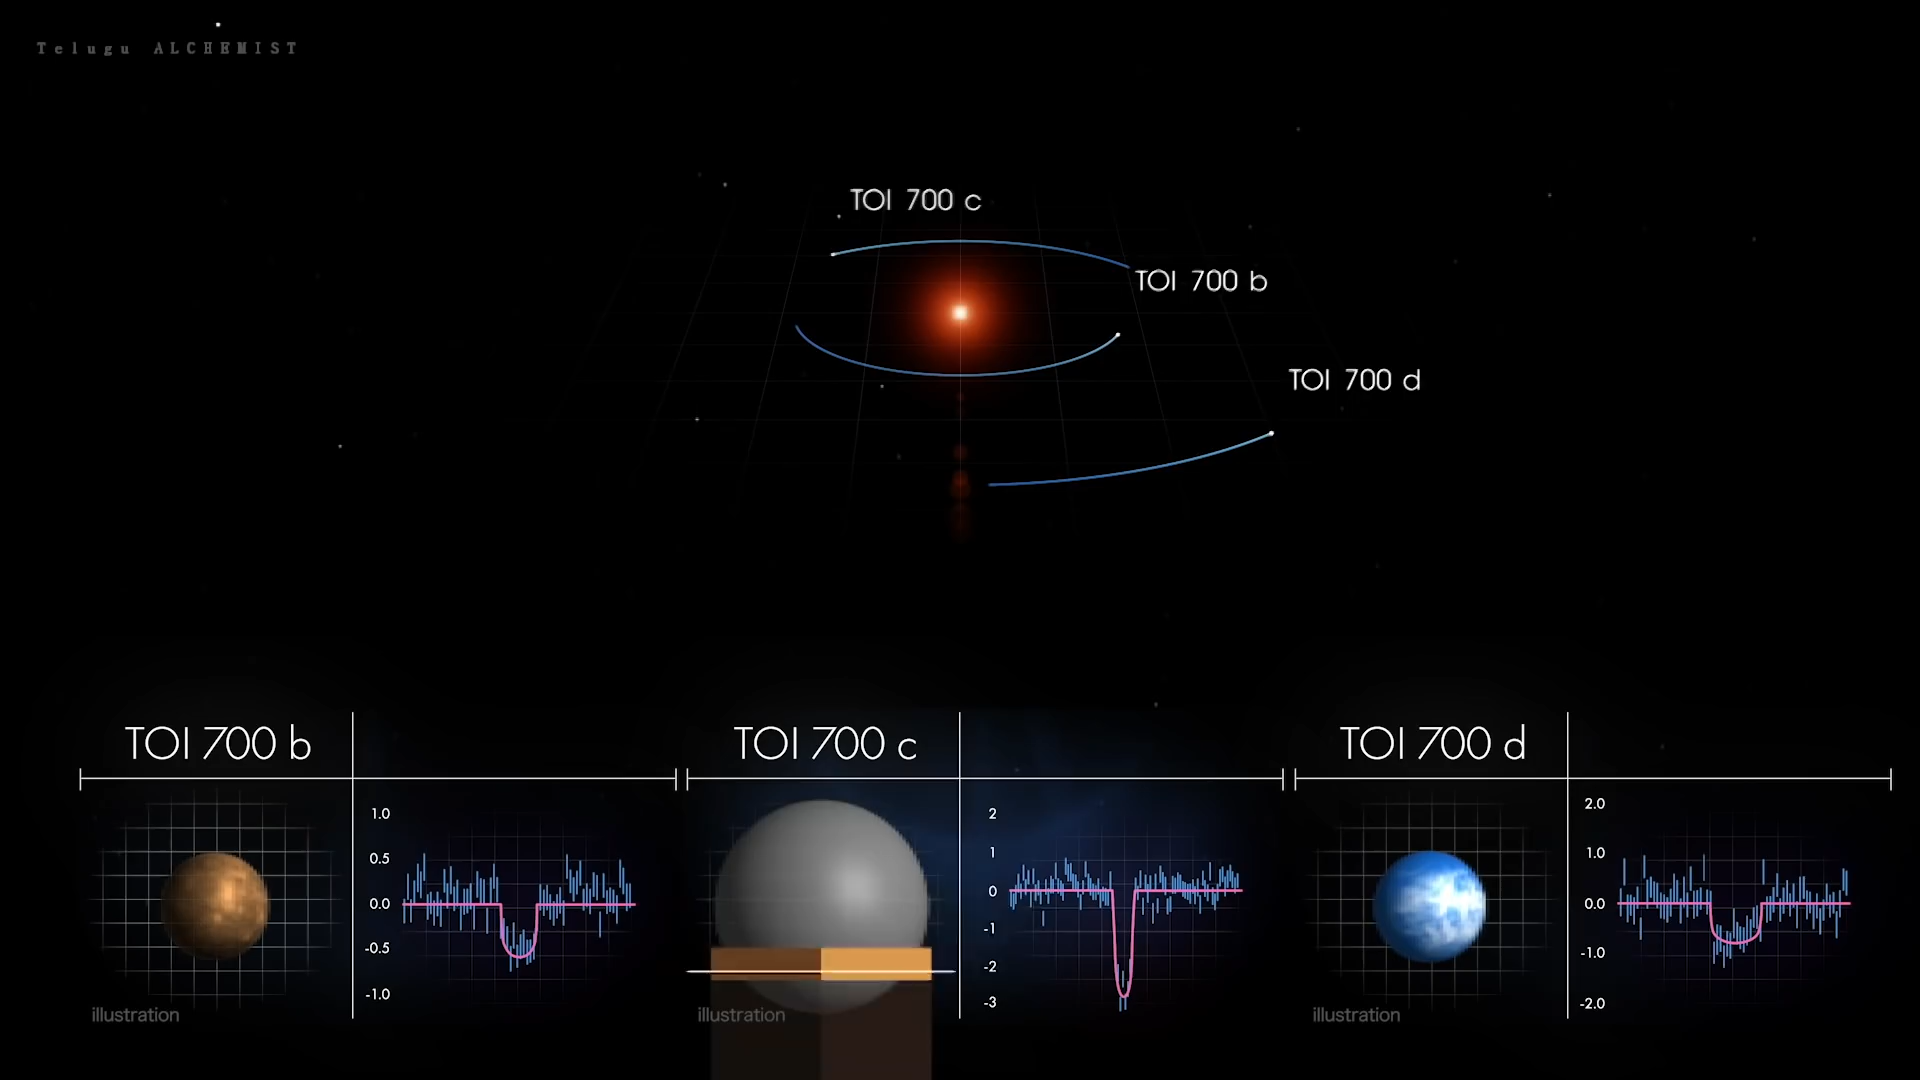 Telugu ALCHEMIST
TOI 700 c
TOI 700 b
TOI 700 d
TOI 700 b
1.0
0.5
0.0
-0.5
-1.0
illustration
TOI 700 c
2
1
0
-1
-2
-3
illustration
TOI 700 d
2.0
1.0
0.0
-1.0
-2.0
illustration